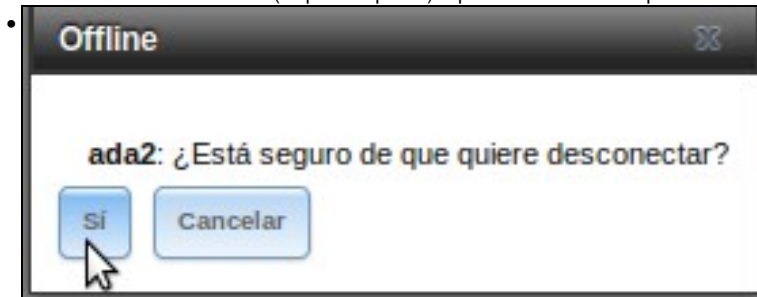 Offline
ada2: ¿Está seguro de que quiere desconectar?
Sí
Cancelar